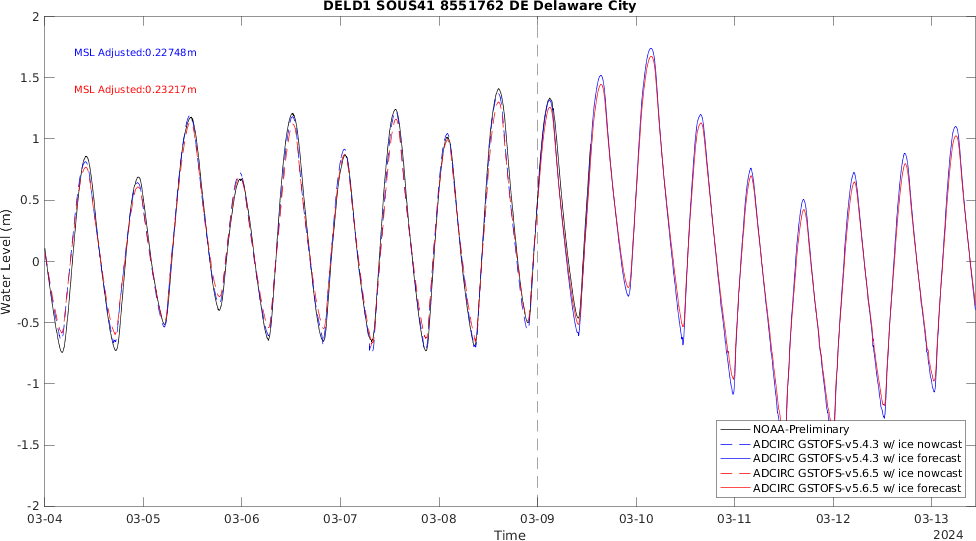 DELD1 SOUS41 8551762 DE Delaware City
MSL Adjusted:0.22748m
MSL Adjusted:0.23217m
Water Level (m)
2
1.5
1
0.5
0
-0.5
-1
-1.5
-2
NOAA-Preliminary
ADCIRC GSTOFS-v5.4.3 w/ ice nowcast
ADCIRC GSTOFS-v5.4.3 w/ ice forecast
ADCIRC GSTOFS-v5.6.5 w/ ice nowcast
ADCIRC GSTOFS-v5.6.5 w/ ice forecast
03-04 03-05 03-06 03-07 03-08 03-09 03-10 03-11 03-12 03-13
Time
2024